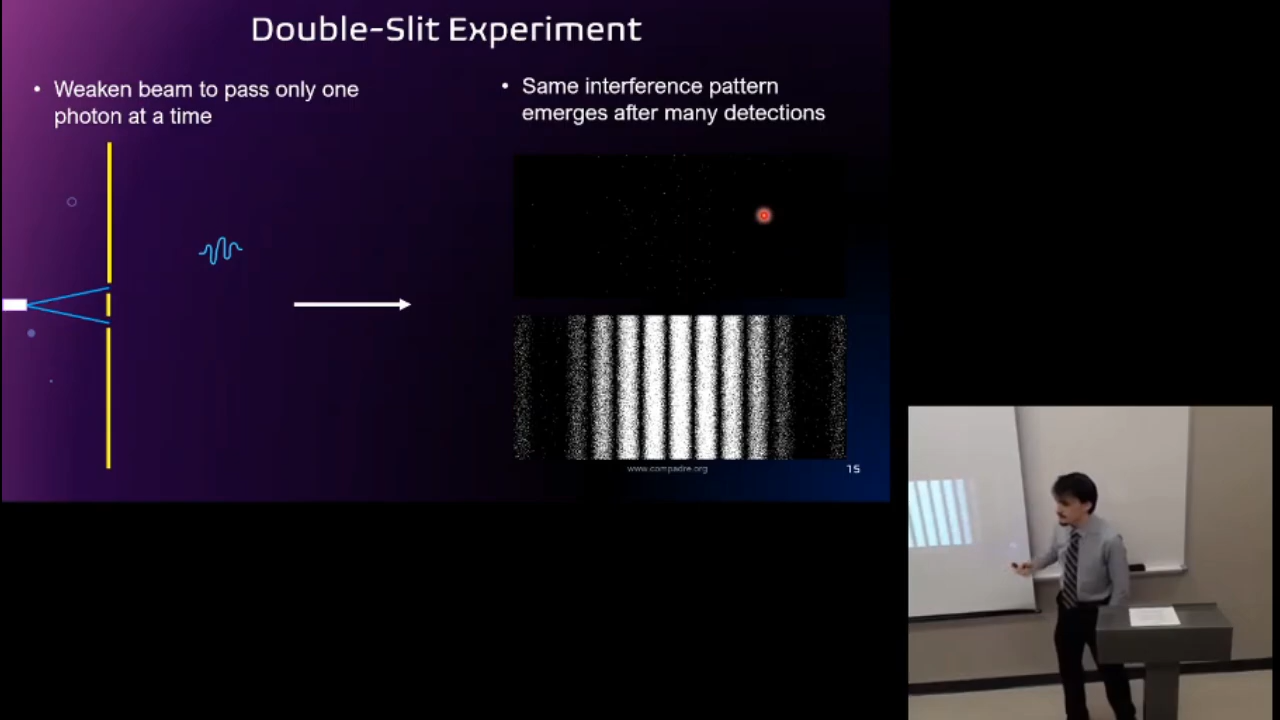 Double-Slit Experiment
• Weaken beam to pass only one
photon at a time
• Same interference pattern
emerges after many detections
www.compadre.org
15